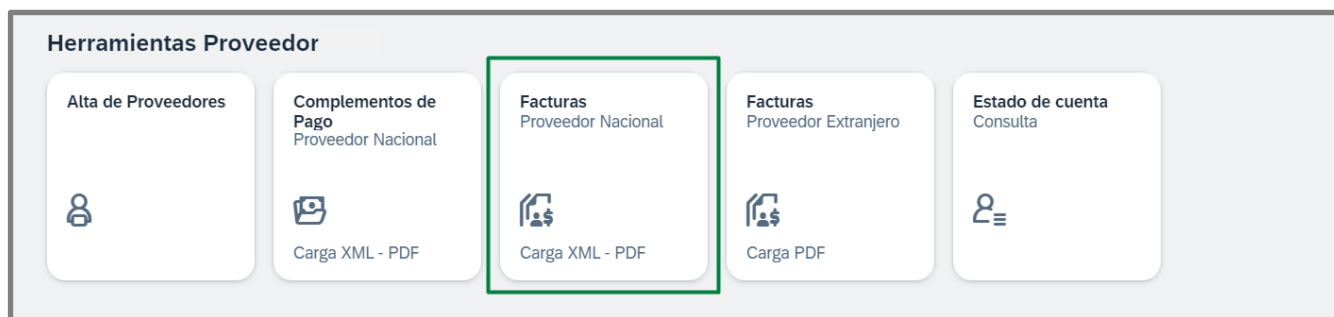 Herramientas Proveedor
Alta de Proveedores
Complementos de
Pago
Proveedor Nacional
Carga XML - PDF
Facturas
Proveedor Nacional
Carga XML - PDF
Facturas
Proveedor Extranjero
Carga PDF
Estado de cuenta
Consulta